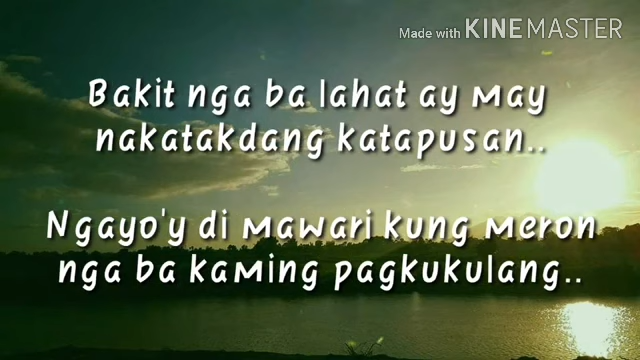 Made with KINEMASTER
Bakit nga ba lahat ay may
nakatakdang katapusan..
Ngayo'y di mawari kung meron
nga ba kaming pagkukulang..